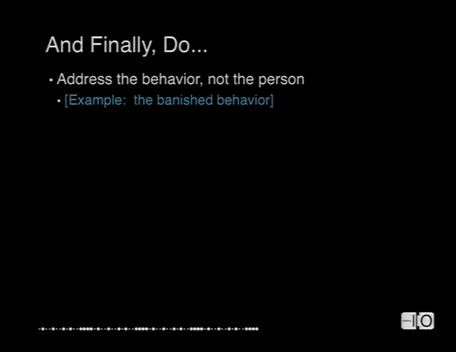 And Finally, Do...
• Address the behavior, not the person
• [Example: the banished behavior]